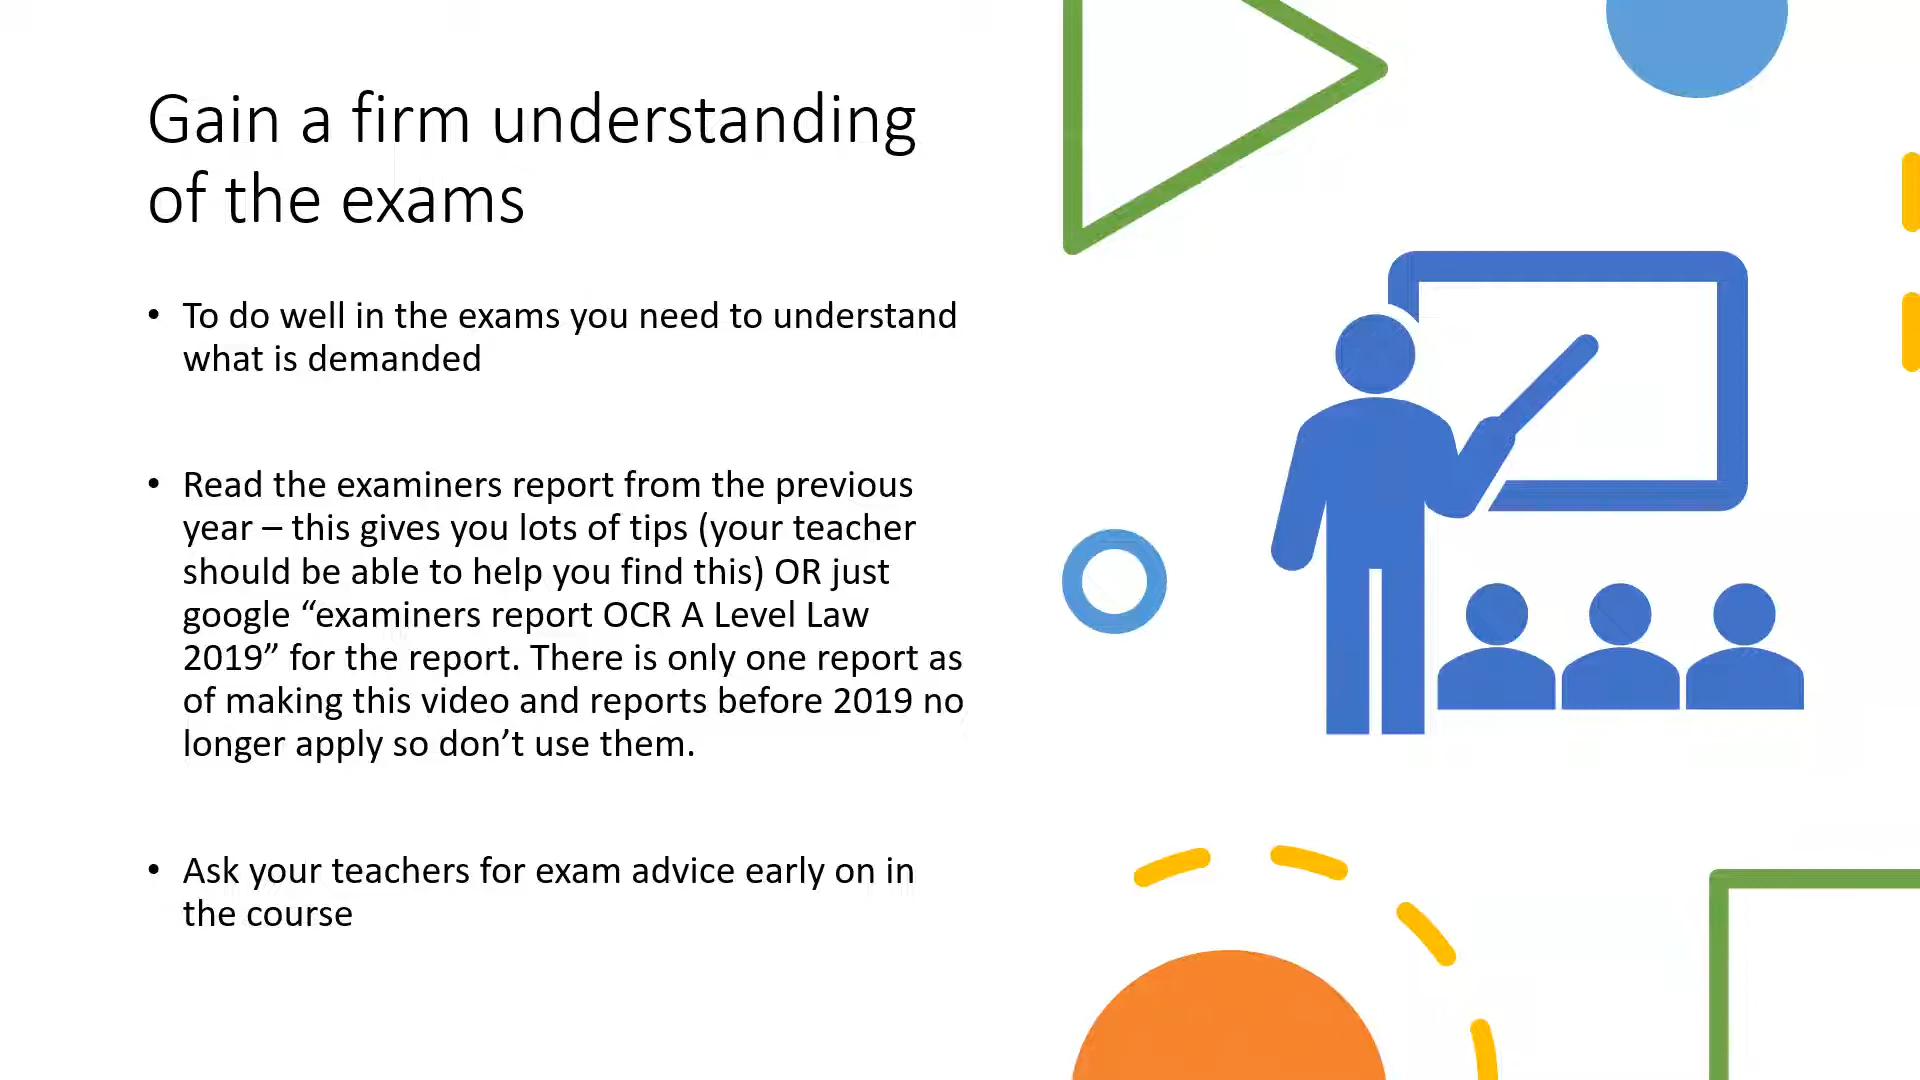 Gain a firm understanding
of the exams
• To do well in the exams you need to understand
what is demanded
• Read the examiners report from the previous
year – this gives you lots of tips (your teacher
should be able to help you find this) OR just
google “examiners report OCR A Level Law
2019” for the report. There is only one report as
of making this video and reports before 2019 no
longer apply so don’t use them.
• Ask your teachers for exam advice early on in
the course